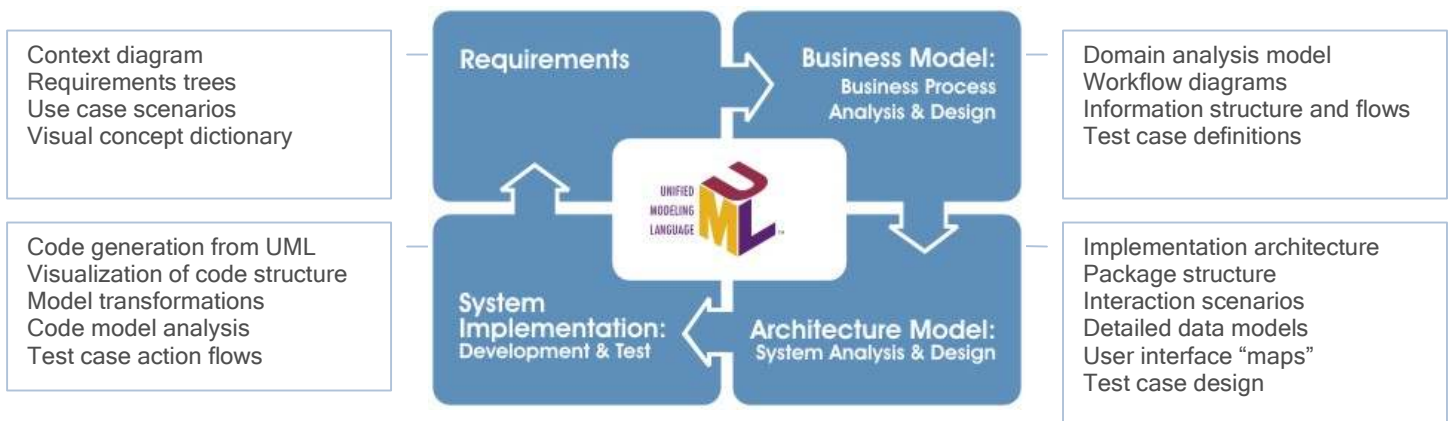 Context diagram
Requirements trees
Use case scenarios
Visual concept dictionary
Requirements
Business Model:
Business Process
Analysis & Design
Domain analysis model
Workflow diagrams
Information structure and flows
Test case definitions
UNIFIED
MODELING
LANGUAGE
UML
™
Code generation from UML
Visualization of code structure
Model transformations
Code model analysis
Test case action flows
System
Implementation:
Development & Test
Architecture Model:
System Analysis & Design
Implementation architecture
Package structure
Interaction scenarios
Detailed data models
User interface “maps”
Test case design